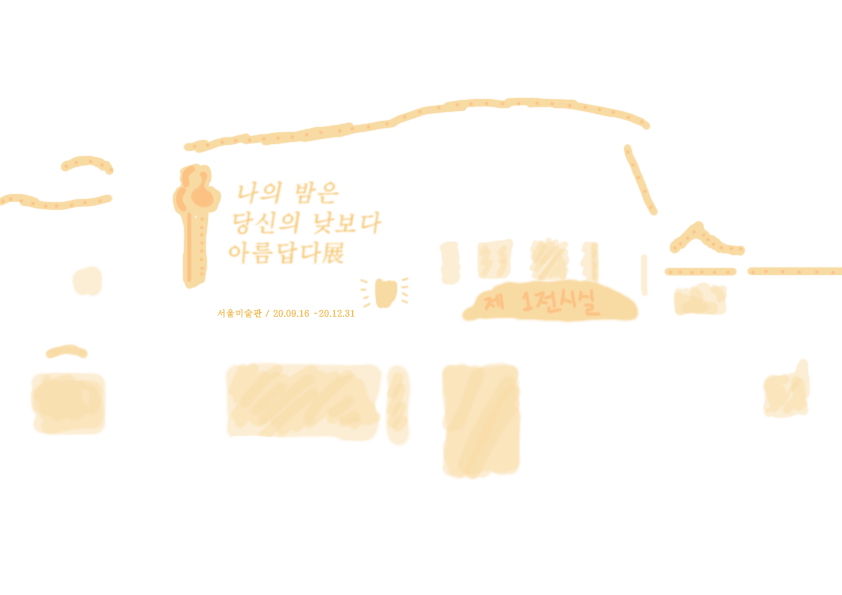 나의 밤은
당신의 낮보다
아름답다展
서울미술관 / 20.09.16 -20.12.31
제 1전시실